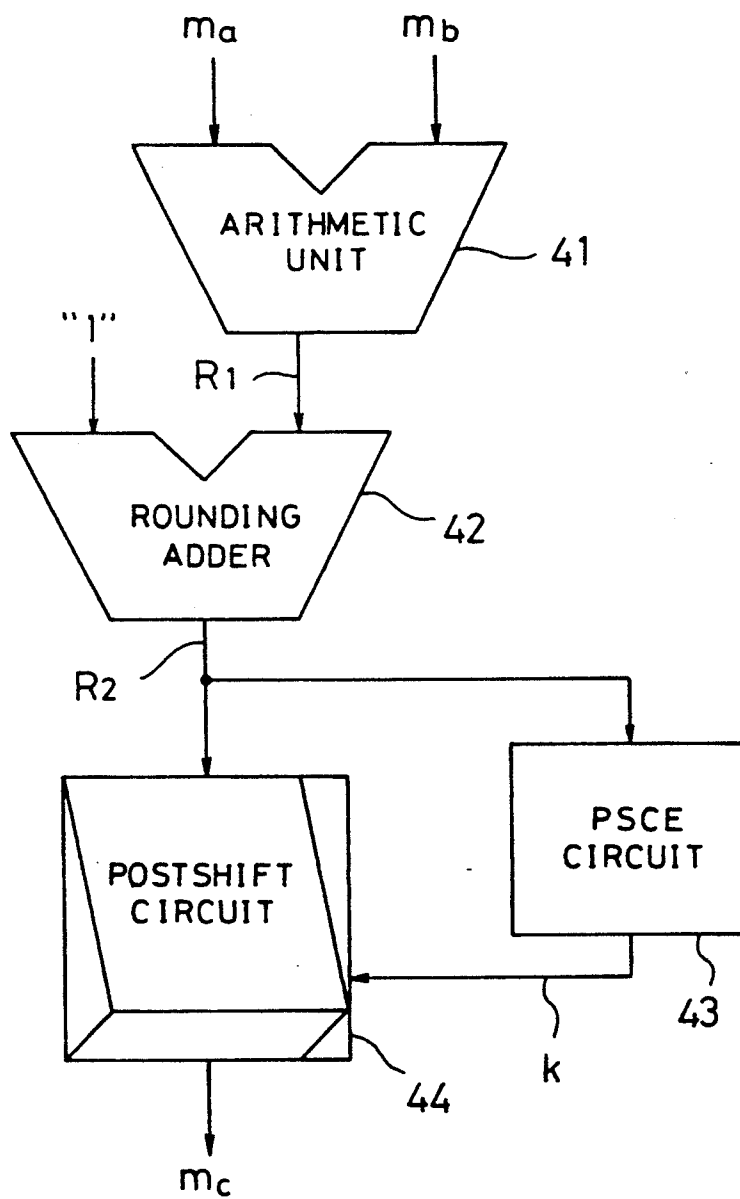 ma mb
ARITHMETIC
UNIT
41
"1"
R1
ROUNDING
ADDER
42
R2
POSTSHIFT
CIRCUIT
PSCE
CIRCUIT
43
k
44
mc